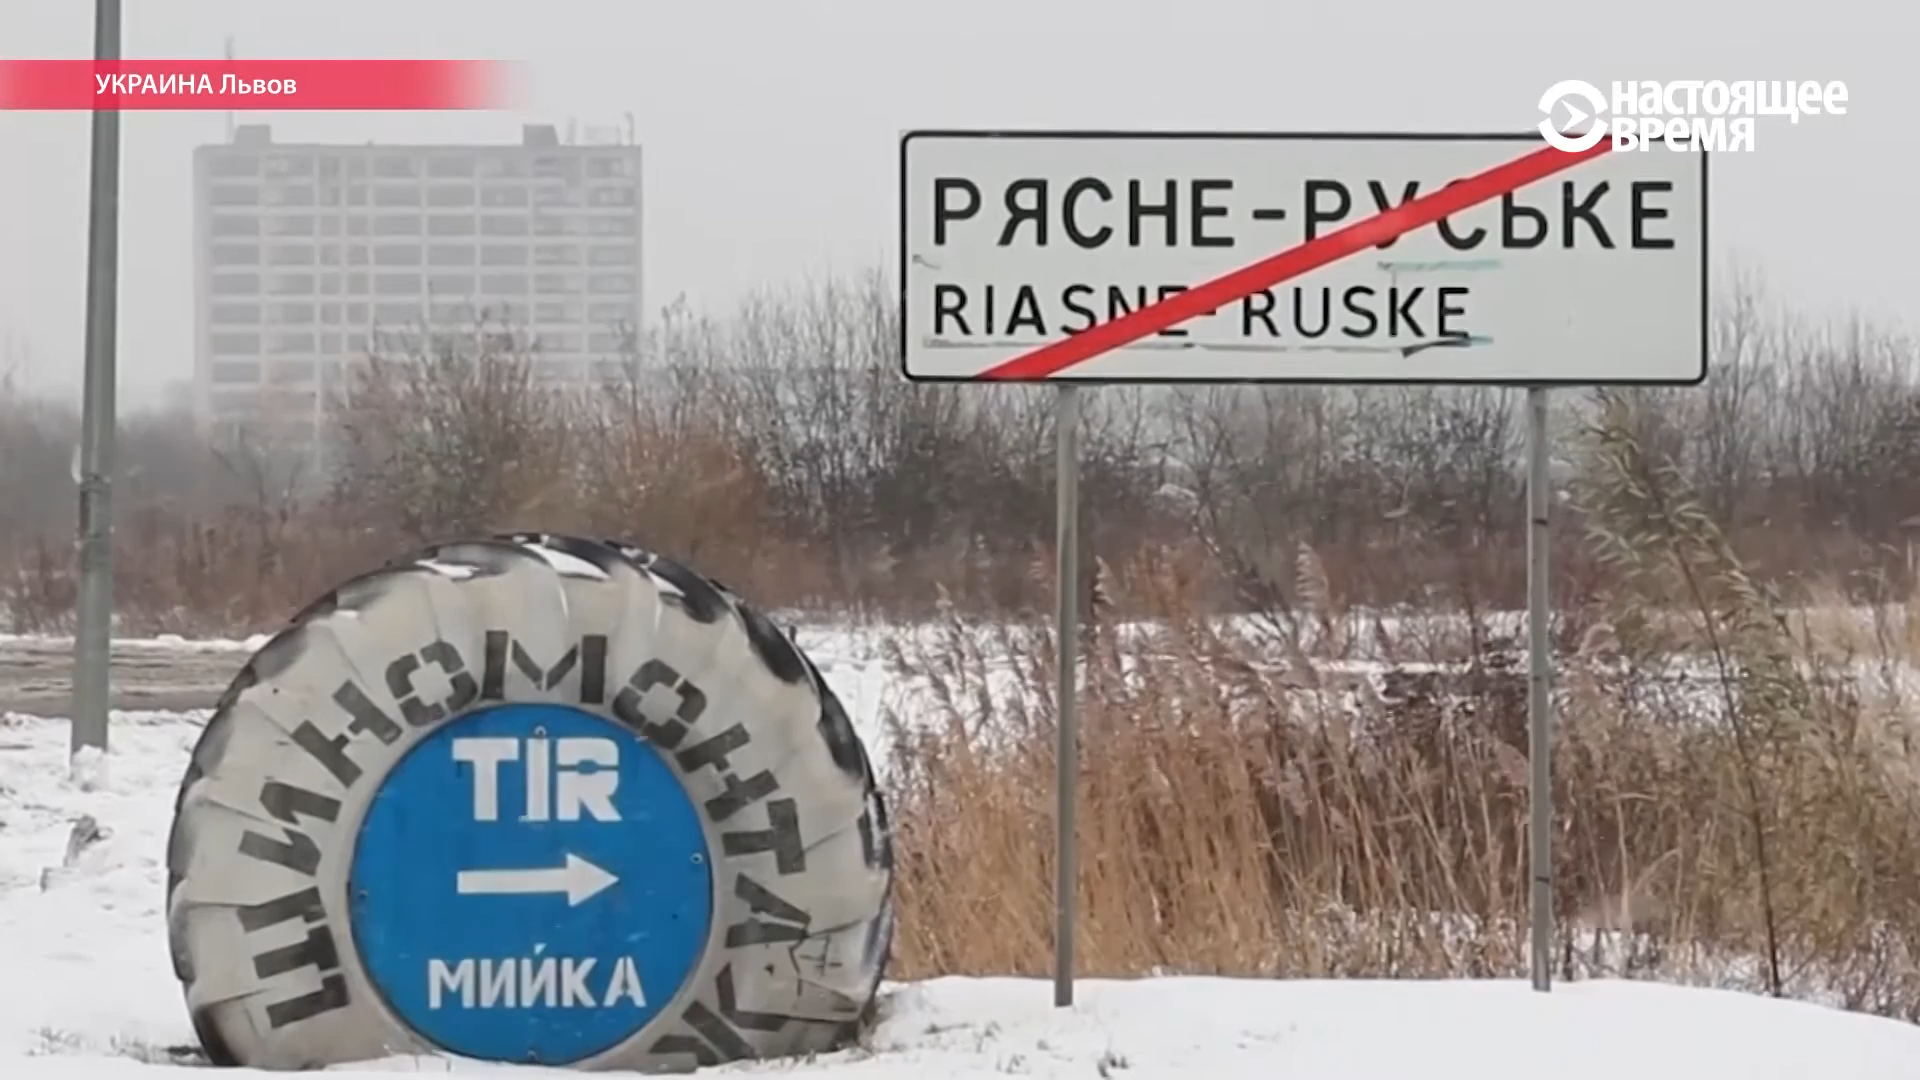 УКРАИНА Львов
настоящее
время
РЯСНЕ-РУСЬКЕ
RIASNE-RUSKE
ШИНОМОНТАЖ
TIR
МИЙКА